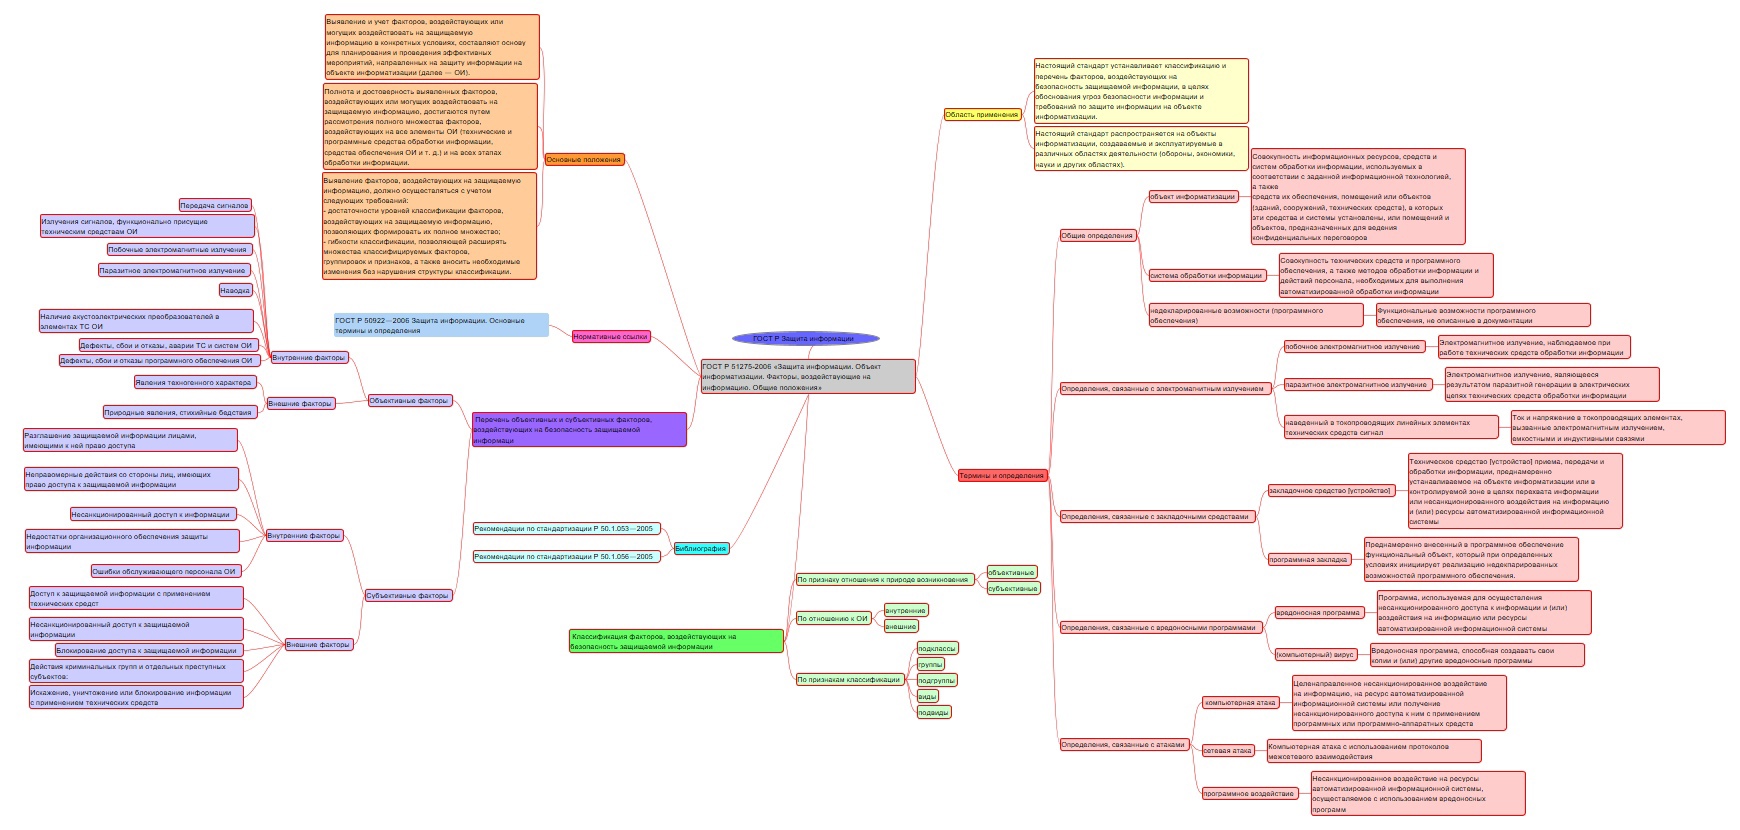 ГОСТ Р Защита информации
ГОСТ Р 51275-2006 «Защита информации. Объект
информатизации. Факторы, воздействующие на
информацию. Общие положения»
Основные положения
Выявление и учет факторов, воздействующих или
могущих воздействовать на защищаемую
информацию в конкретных условиях, составляют основу
для планирования и проведения эффективных
мероприятий, направленных на защиту информации на
объекте информатизации (далее — ОИ).
Полнота и достоверность выявленных факторов,
воздействующих или могущих воздействовать на
защищаемую информацию, достигаются путем
рассмотрения полного множества факторов,
воздействующих на все элементы ОИ (технические и
программные средства обработки информации,
средства обеспечения ОИ и т. д.) и на всех этапах
обработки информации.
Выявление факторов, воздействующих на защищаемую
информацию, должно осуществляться с учетом
следующих требований:
- достаточности уровней классификации факторов,
воздействующих на защищаемую информацию,
позволяющих формировать их полное множество;
- гибкости классификации, позволяющей расширять
множества классифицируемых факторов,
группировок и признаков, а также вносить необходимые
изменения без нарушения структуры классификации.
Нормативные ссылки
ГОСТ Р 50922—2006 Защита информации. Основные
термины и определения
Перечень объективных и субъективных факторов,
воздействующих на безопасность защищаемой
информаци
Объективные факторы
Внутренние факторы
Передача сигналов
Излучения сигналов, функционально присущие
техническим средствам ОИ
Побочные электромагнитные излучения
Паразитное электромагнитное излучение
Наводка
Наличие акустоэлектрических преобразователей в
элементах ТС ОИ
Дефекты, сбои и отказы, аварии ТС и систем ОИ
Дефекты, сбои и отказы программного обеспечения ОИ
Внешние факторы
Явления техногенного характера
Природные явления, стихийные бедствия
Субъективные факторы
Внутренние факторы
Разглашение защищаемой информации лицами,
имеющими к ней право доступа
Неправомерные действия со стороны лиц, имеющих
право доступа к защищаемой информации
Несанкционированный доступ к информации
Недостатки организационного обеспечения защиты
информации
Ошибки обслуживающего персонала ОИ
Внешние факторы
Доступ к защищаемой информации с применением
технических средст
Несанкционированный доступ к защищаемой
информации
Блокирование доступа к защищаемой информации
Действия криминальных групп и отдельных преступных
субъектов:
Искажение, уничтожение или блокирование информации
с применением технических средств
Библиография
Рекомендации по стандартизации Р 50.1.053—2005
Рекомендации по стандартизации Р 50.1.056—2005
Классификация факторов, воздействующих на
безопасность защищаемой информации
По признаку отношения к природе возникновения
объективные
субъективные
По отношению к ОИ
внутренние
внешние
По признакам классификации
подклассы
группы
подгруппы
виды
подвиды
Область применения
Настоящий стандарт устанавливает классификацию и
перечень факторов, воздействующих на
безопасность защищаемой информации, в целях
обоснования угроз безопасности информации и
требований по защите информации на объекте
информатизации.
Настоящий стандарт распространяется на объекты
информатизации, создаваемые и эксплуатируемые в
различных областях деятельности (обороны, экономики,
науки и других областях).
Термины и определения
Общие определения
объект информатизации
Совокупность информационных ресурсов, средств и
систем обработки информации, используемых в
соответствии с заданной информационной технологией,
а также
средств их обеспечения, помещений или объектов
(зданий, сооружений, технических средств), в которых
эти средства и системы установлены, или помещений и
объектов, предназначенных для ведения
конфиденциальных переговоров
система обработки информации
Совокупность технических средств и программного
обеспечения, а также методов обработки информации и
действий персонала, необходимых для выполнения
автоматизированной обработки информации
недекларированные возможности (программного
обеспечения)
Функциональные возможности программного
обеспечения, не описанные в документации
Определения, связанные с электромагнитным излучением
побочное электромагнитное излучение
Электромагнитное излучение, наблюдаемое при
работе технических средств обработки информации
паразитное электромагнитное излучение
Электромагнитное излучение, являющееся
результатом паразитной генерации в электрических
цепях технических средств обработки информации
наведенный в токопроводящих линейных элементах
технических средств сигнал
Ток и напряжение в токопроводящих элементах,
вызванные электромагнитным излучением,
емкостными и индуктивными связями
Определения, связанные с закладочными средствами
закладочное средство [устройство]
Техническое средство [устройство] приема, передачи и
обработки информации, преднамеренно
устанавливаемое на объекте информатизации или в
контролируемой зоне в целях перехвата информации
или несанкционированного воздействия на информацию
и (или) ресурсы автоматизированной информационной
системы
программная закладка
Преднамеренно внесенный в программное обеспечение
функциональный объект, который при определенных
условиях инициирует реализацию недекларированных
возможностей программного обеспечения.
Определения, связанные с вредоносными программами
вредоносная программа
Программа, используемая для осуществления
несанкционированного доступа к информации и (или)
воздействия на информацию или ресурсы
автоматизированной информационной системы
(компьютерный) вирус
Вредоносная программа, способная создавать свои
копии и (или) другие вредоносные программы
Определения, связанные с атаками
компьютерная атака
Целенаправленное несанкционированное воздействие
на информацию, на ресурс автоматизированной
информационной системы или получение
несанкционированного доступа к ним с применением
программных или программно-аппаратных средств
сетевая атака
Компьютерная атака с использованием протоколов
межсетевого взаимодействия
программное воздействие
Несанкционированное воздействие на ресурсы
автоматизированной информационной системы,
осуществляемое с использованием вредоносных
программ